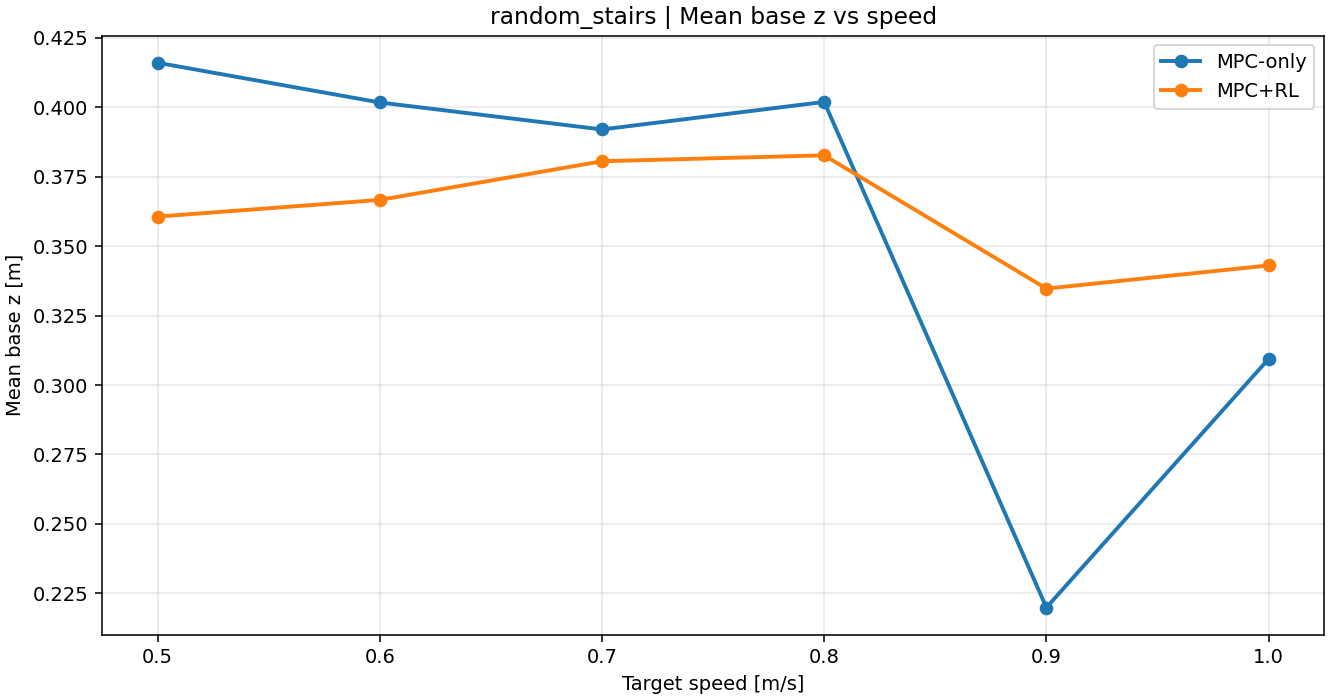 random_stairs | Mean base z vs speed
MPC-only
MPC+RL
Mean base z [m]
0.425
0.400
0.375
0.350
0.325
0.300
0.275
0.250
0.225
0.5 0.6 0.7 0.8 0.9 1.0
Target speed [m/s]